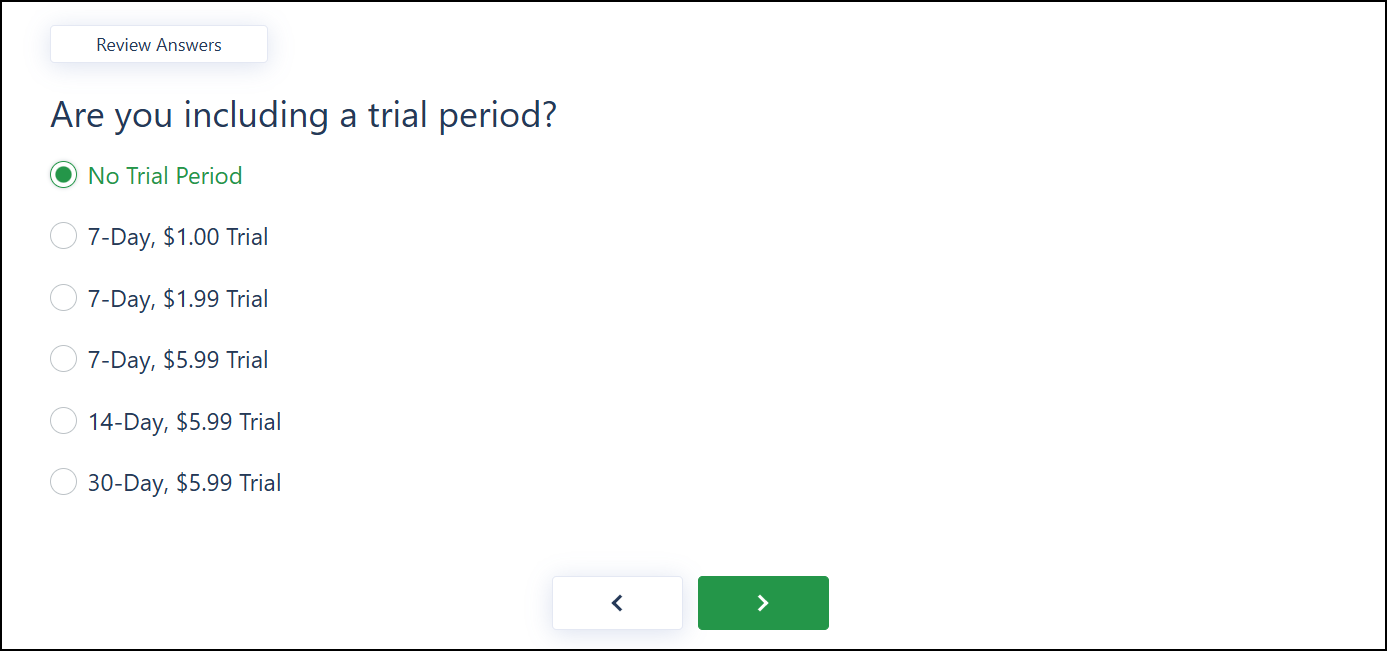 Review Answers
Are you including a trial period?
No Trial Period
7-Day, $1.00 Trial
7-Day, $1.99 Trial
7-Day, $5.99 Trial
14-Day, $5.99 Trial
30-Day, $5.99 Trial